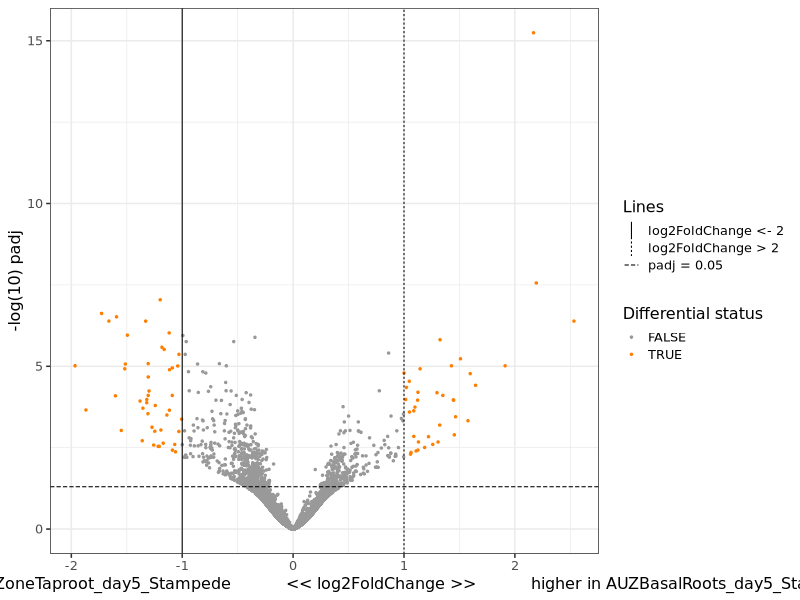 15
10
5
0
-log(10) padj
-2
-1
0
1
2
ZoneTaproot_day5_Stampede << log2FoldChange >> higher in AUZBasalRoots_day5_Sta
Lines
log2FoldChange <- 2
log2FoldChange > 2
padj = 0.05
Differential status
FALSE
TRUE